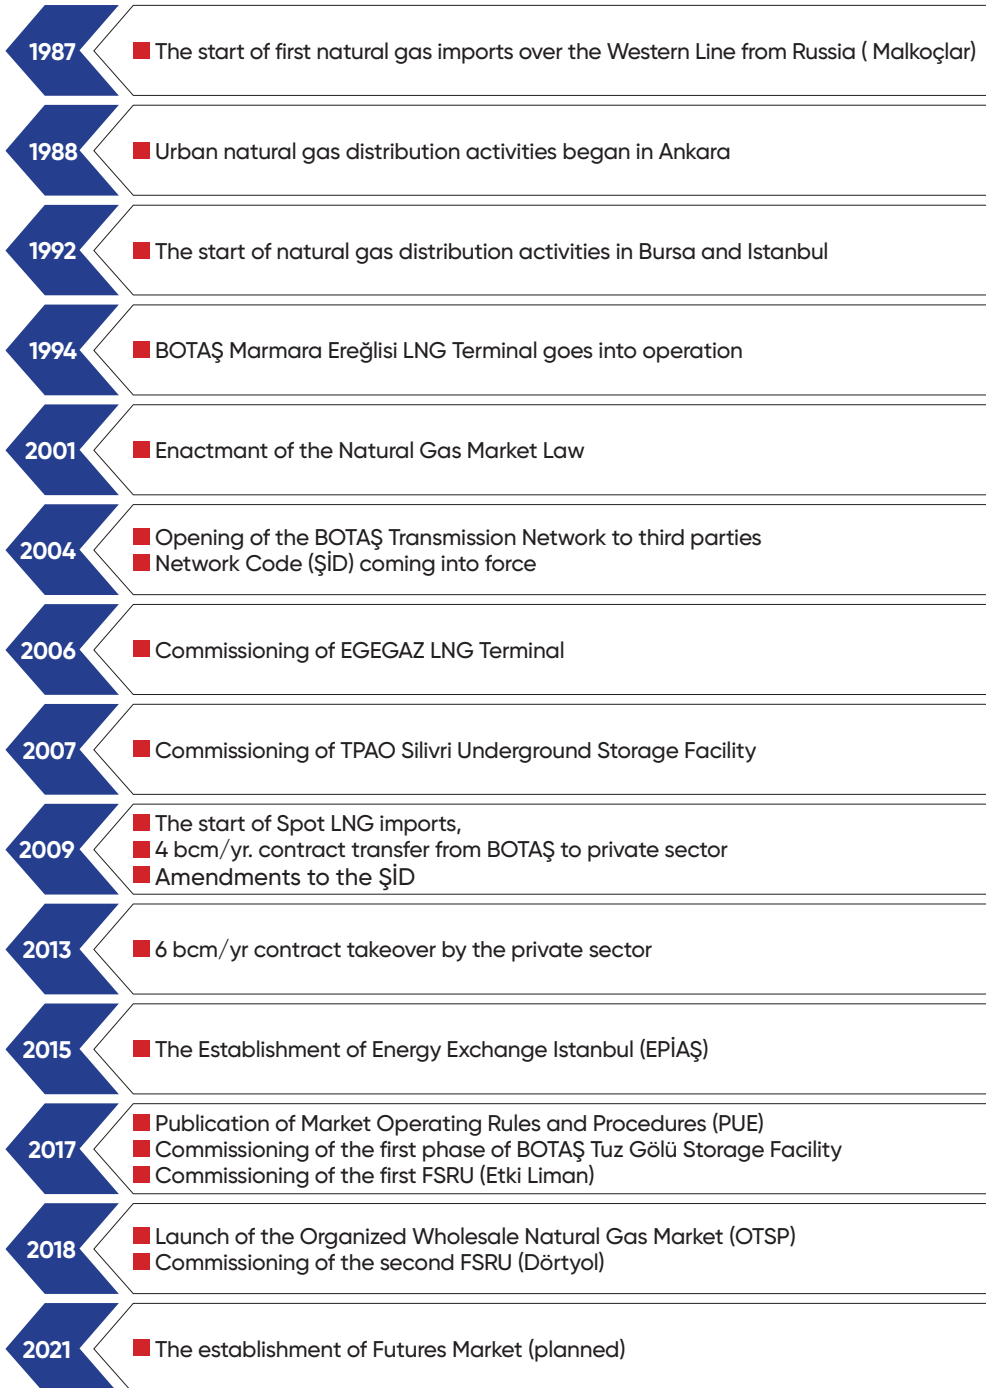 1987
The start of first natural gas imports over the Western Line from Russia ( Malkoçlar)
1988
Urban natural gas distribution activities began in Ankara
1992
The start of natural gas distribution activities in Bursa and Istanbul
1994
BOTAŞ Marmara Ereğlisi LNG Terminal goes into operation
2001
Enactmant of the Natural Gas Market Law
2004
Opening of the BOTAŞ Transmission Network to third parties
Network Code (ŞİD) coming into force
2006
Commissioning of EGEGAZ LNG Terminal
2007
Commissioning of TPAO Silivri Underground Storage Facility
2009
The start of Spot LNG imports,
4 bcm/yr. contract transfer from BOTAŞ to private sector
Amendments to the ŞİD
2013
6 bcm/yr contract takeover by the private sector
2015
The Establishment of Energy Exchange Istanbul (EPİAŞ)
2017
Publication of Market Operating Rules and Procedures (PUE)
Commissioning of the first phase of BOTAŞ Tuz Gölü Storage Facility
Commissioning of the first FSRU (Etki Liman)
2018
Launch of the Organized Wholesale Natural Gas Market (OTSP)
Commissioning of the second FSRU (Dörtyol)
2021
The establishment of Futures Market (planned)